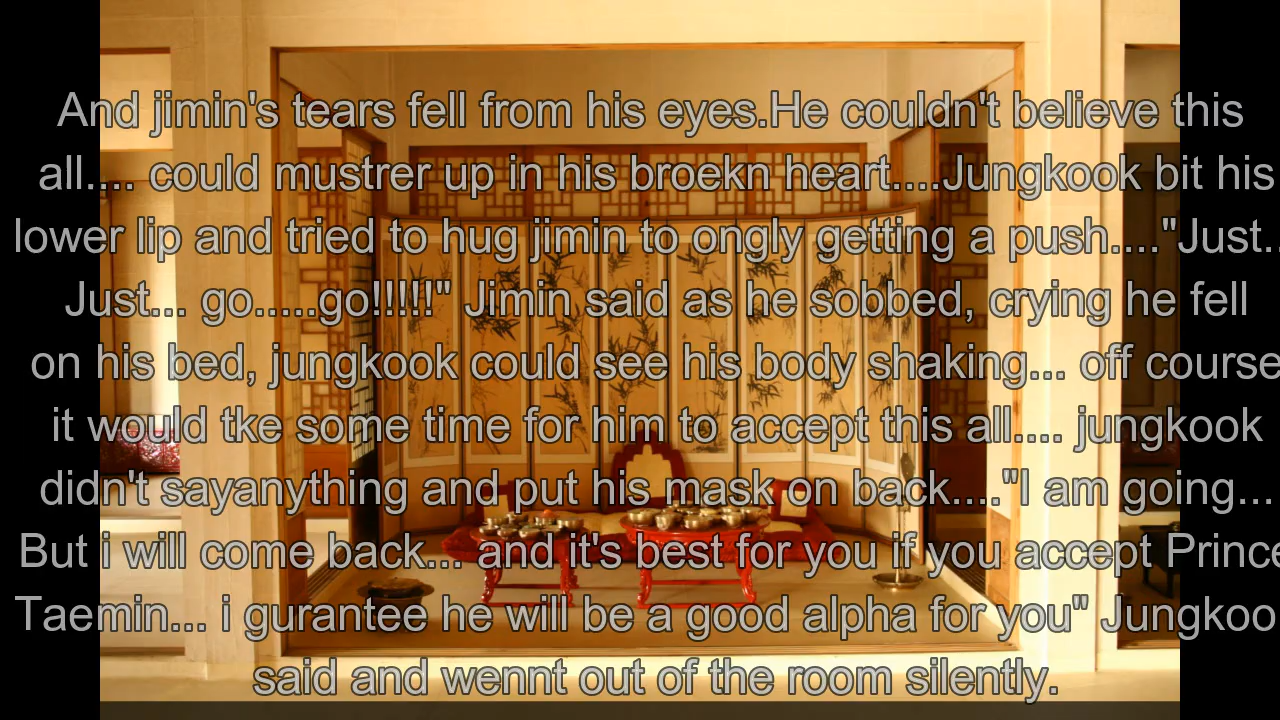 And jimin's tears fell from his eyes.He couldn't believe this
all.... could mustrer up in his broekn heart....Jungkook bit his
lower lip and tried to hug jimin to ongly getting a push...."Just..
Just... go.....go!!!!!" Jimin said as he sobbed, crying he fell
on his bed, jungkook could see his body shaking... off course
it would tke some time for him to accept this all.... jungkook
didn't sayanything and put his mask on back...."I am going...
But i will come back... and it's best for you if you accept Prince
Taemin... i gurantee he will be a good alpha for you" Jungkoo
said and wennt out of the room silently.